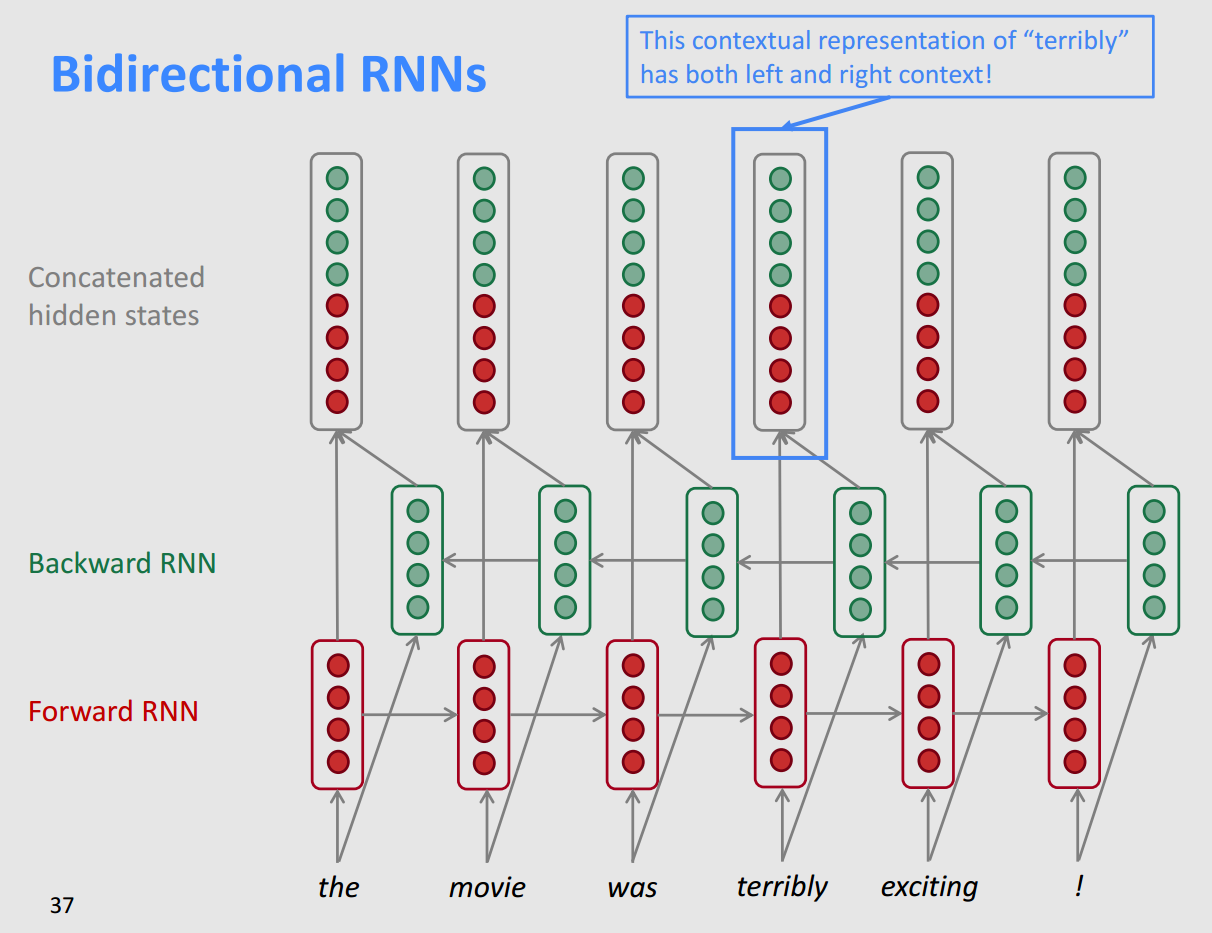 Bidirectional RNNs
This contextual representation of “terribly”
has both left and right context!
Concatenated
hidden states
Backward RNN
Forward RNN
the movie was terribly exciting !
37